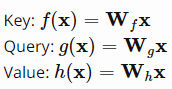 Key: f(x) = W_f x
Query: g(x) = W_g x
Value: h(x) = W_h x